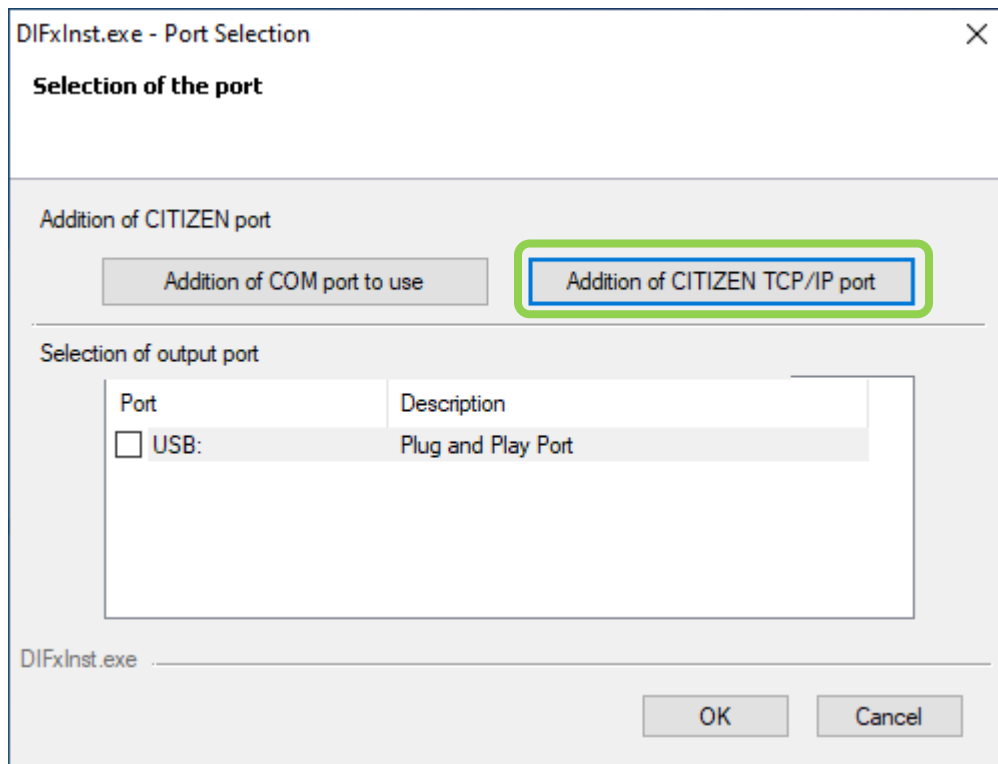 DIFxInst.exe - Port Selection
Selection of the port
Addition of CITIZEN port
Addition of COM port to use Addition of CITIZEN TCP/IP port
Selection of output port
Port Description
USB: Plug and Play Port
DIFxInst.exe
OK Cancel